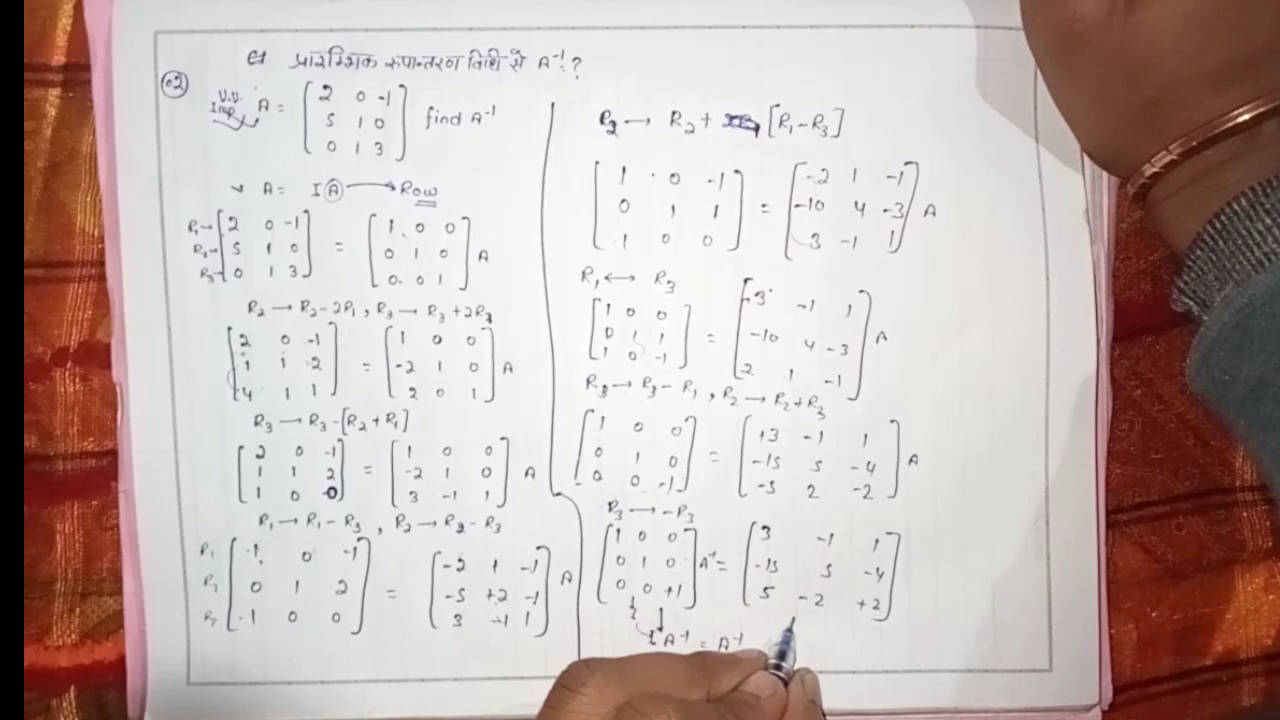 02
Q प्रारम्भिक रूपान्तरण विधि से A⁻¹ = ?
V.V. Imp A = [2 0 -1] find A⁻¹
[5 1 0]
[0 1 3]
A = IA → Row
R₁→ [2 0 -1] = [1 0 0] A
R₂→ [5 1 0] [0 1 0]
R₃→ [0 1 3] [0 0 1]
R₂ → R₂ - 2R₁, R₃ → R₃ + 2R₁
[2 0 -1] = [1 0 0] A
[1 1 2] [-2 1 0]
[4 1 1] [2 0 1]
R₃ → R₃ - [R₂ + R₁]
[2 0 -1] = [1 0 0] A
[1 1 2] [-2 1 0]
[1 0 0] [3 -1 1]
R₁ → R₁ - R₃, R₂ → R₂ - R₃
R₁ [1 0 -1] = [-2 1 -1] A
R₂ [0 1 2] [-5 +2 -1]
R₃ [1 0 0] [3 -1 1]
R₂ → R₂ + [R₁ - R₃]
[1 0 -1] = [-2 1 -1] A
[0 1 1] [-10 4 -3]
[1 0 0] [3 -1 1]
R₁ ↔ R₃
[1 0 0] = [3 -1 1] A
[0 1 1] [-10 4 -3]
[1 0 -1] [-2 1 -1]
R₃ → R₃ - R₁, R₂ → R₂ + R₃
[1 0 0] = [+3 -1 1] A
[0 1 0] [-15 5 -4]
[0 0 -1] [-5 2 -2]
R₃ → -R₃
[1 0 0] A⁻¹ = [3 -1 1]
[0 1 0] [-15 5 -4]
[0 0 +1] [5 -2 +2]
I A⁻¹ = A⁻¹